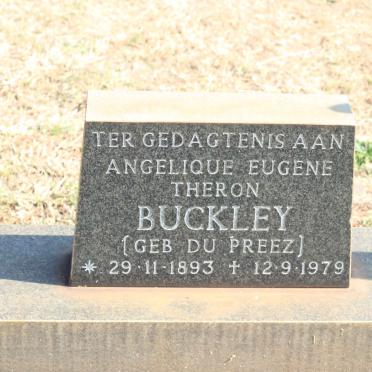 TER GEDAGTENIS AAN
ANGELIQUE EUGENE
THERON
BUCKLEY
[GEB DU PREEZ]
* 29·11·1893 † 12·9·1979